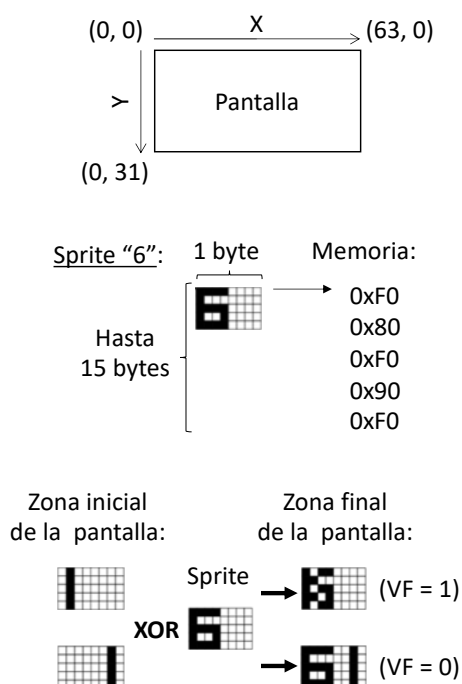 (0, 0) X (63, 0)
Y
Pantalla
(0, 31)
Sprite “6”: 1 byte Memoria:
0xF0
0x80
Hasta
15 bytes
0xF0
0x90
0xF0
Zona inicial
de la pantalla:
Zona final
de la pantalla:
Sprite
(VF = 1)
XOR
(VF = 0)